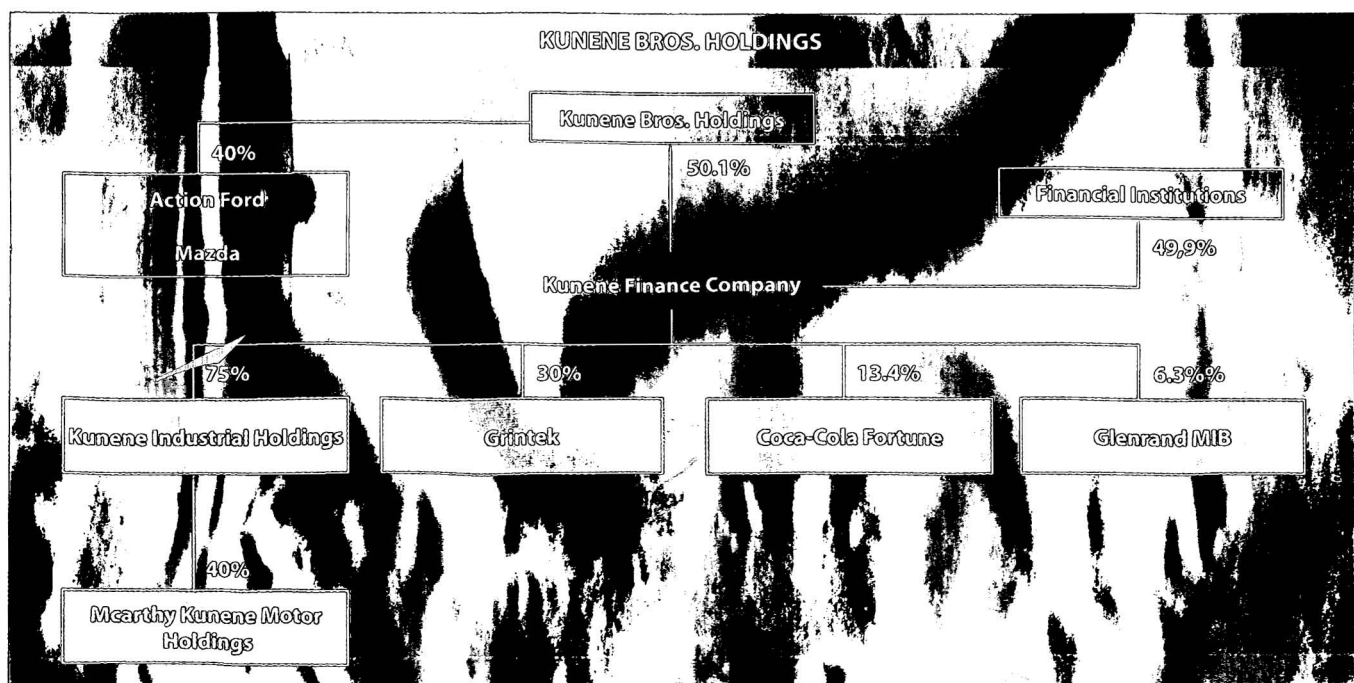 KUNENE BROS. HOLDINGS
Kunene Bros. Holdings
40%
50.1%
Action Ford
Mazda
Financial Institutions
49,9%
Kunene Finance Company
75%
30%
13.4%
6.3%%
Kunene Industrial Holdings
Grintek
Coca-Cola Fortune
Glenrand MIB
40%
Mcarthy Kunene Motor
Holdings